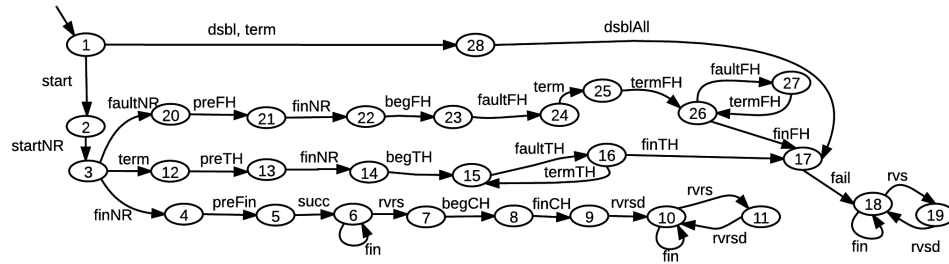 dsbl, term
dsblAll
1
28
start
faultFH
27
term
25
termFH
faultNR
preFH
finNR
begFH
faultFH
termFH
20
21
22
23
24
26
2
startNR
finFH
faultTH
16
finTH
17
term
preTH
finNR
begTH
termTH
3
12
13
14
15
fail
rvs
preFin
succ
rvrs
begCH
finCH
rvrsd
rvrs
18
finNR
4
5
6
7
8
9
10
11
19
fin
rvrsd
fin
rvsd
fin